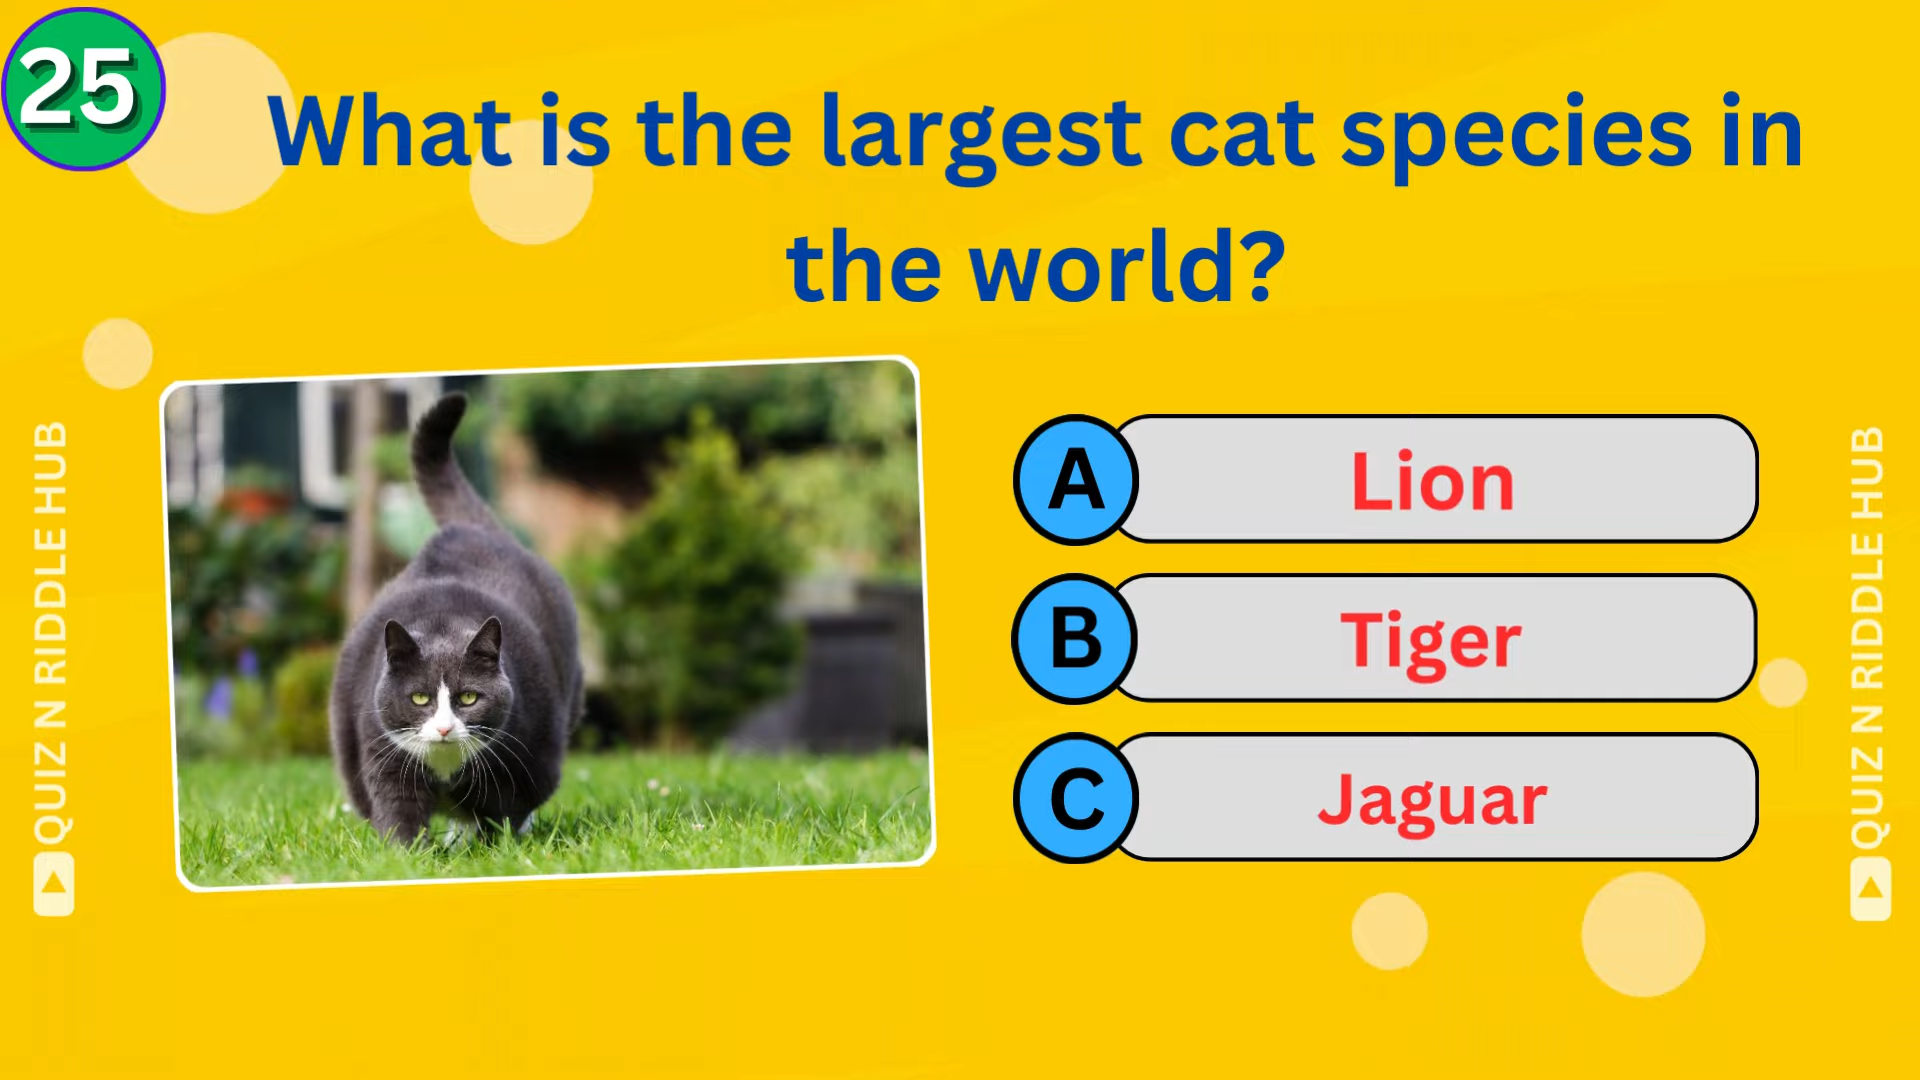 25
What is the largest cat species in
the world?
A Lion
B Tiger
C Jaguar
QUIZ N RIDDLE HUB
QUIZ N RIDDLE HUB